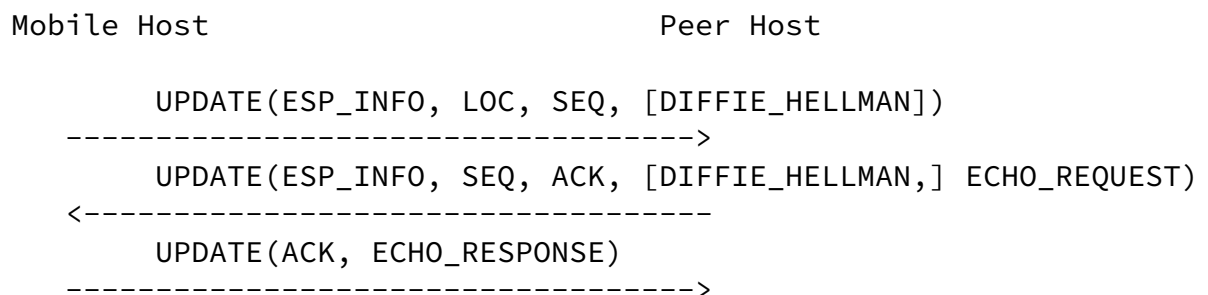 Mobile Host Peer Host
UPDATE(ESP_INFO, LOC, SEQ, [DIFFIE_HELLMAN])
----------------------------------->
UPDATE(ESP_INFO, SEQ, ACK, [DIFFIE_HELLMAN,] ECHO_REQUEST)
<-----------------------------------
UPDATE(ACK, ECHO_RESPONSE)
----------------------------------->